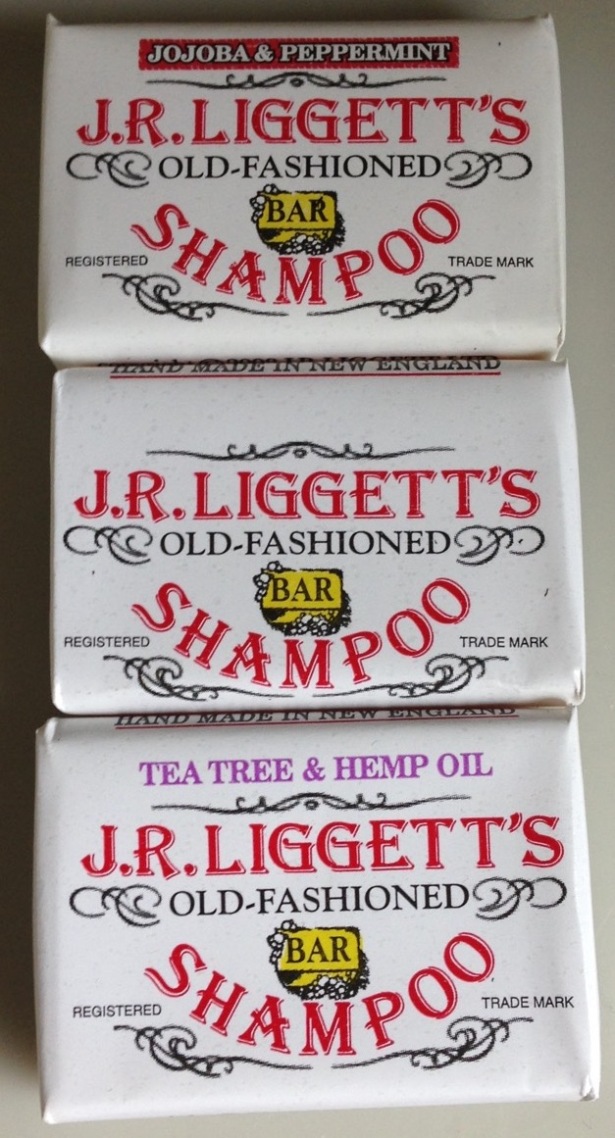 JOJOBA & PEPPERMINT
J.R. LIGGETT'S
OLD-FASHIONED
BAR
SHAMPOO
REGISTERED
TRADE MARK
HAND MADE IN NEW ENGLAND
J.R. LIGGETT'S
OLD-FASHIONED
BAR
SHAMPOO
REGISTERED
TRADE MARK
HAND MADE IN NEW ENGLAND
TEA TREE & HEMP OIL
J.R. LIGGETT'S
OLD-FASHIONED
BAR
SHAMPOO
REGISTERED
TRADE MARK